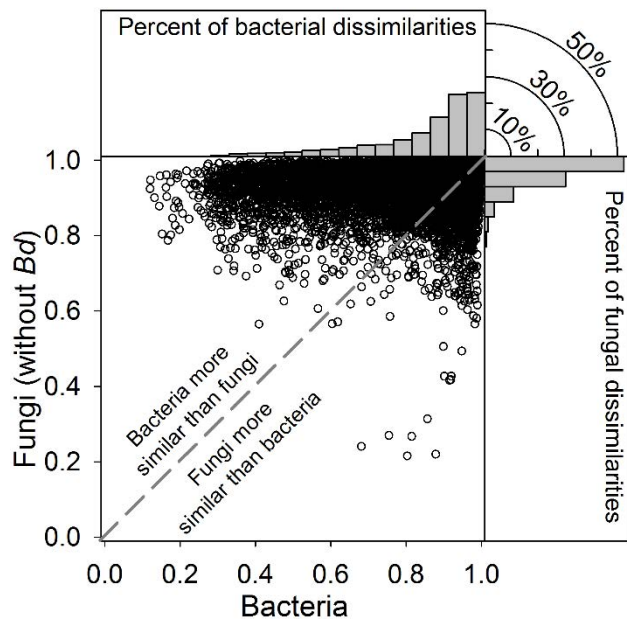 Percent of bacterial dissimilarities
50%
30%
10%
1.0
0.8
0.6
0.4
0.2
0.0
Fungi (without Bd)
Bacteria more
similar than fungi
Fungi more
similar than bacteria
Percent of fungal dissimilarities
0.0 0.2 0.4 0.6 0.8 1.0
Bacteria